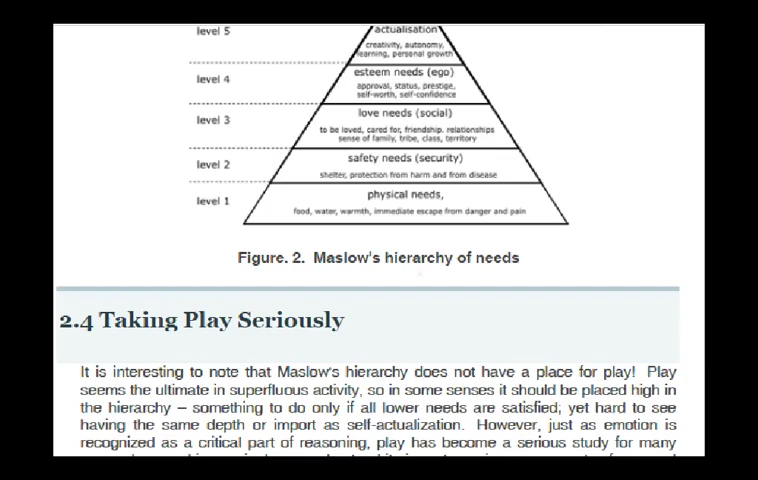 level 5
actualisation
creativity, autonomy,
learning, personal growth
level 4
esteem needs (ego)
approval, status, prestige,
self-worth, self-confidence
level 3
love needs (social)
to be loved, cared for, friendship, relationships
sense of family, tribe, class, territory
level 2
safety needs (security)
shelter, protection from harm and from disease
level 1
physical needs,
food, water, warmth, immediate escape from danger and pain
Figure. 2. Maslow's hierarchy of needs
2.4 Taking Play Seriously
It is interesting to note that Maslow's hierarchy does not have a place for play! Play
seems the ultimate in superfluous activity, so in some senses it should be placed high in
the hierarchy – something to do only if all lower needs are satisfied; yet hard to see
having the same depth or import as self-actualization. However, just as emotion is
recognized as a critical part of reasoning, play has become a serious study for many